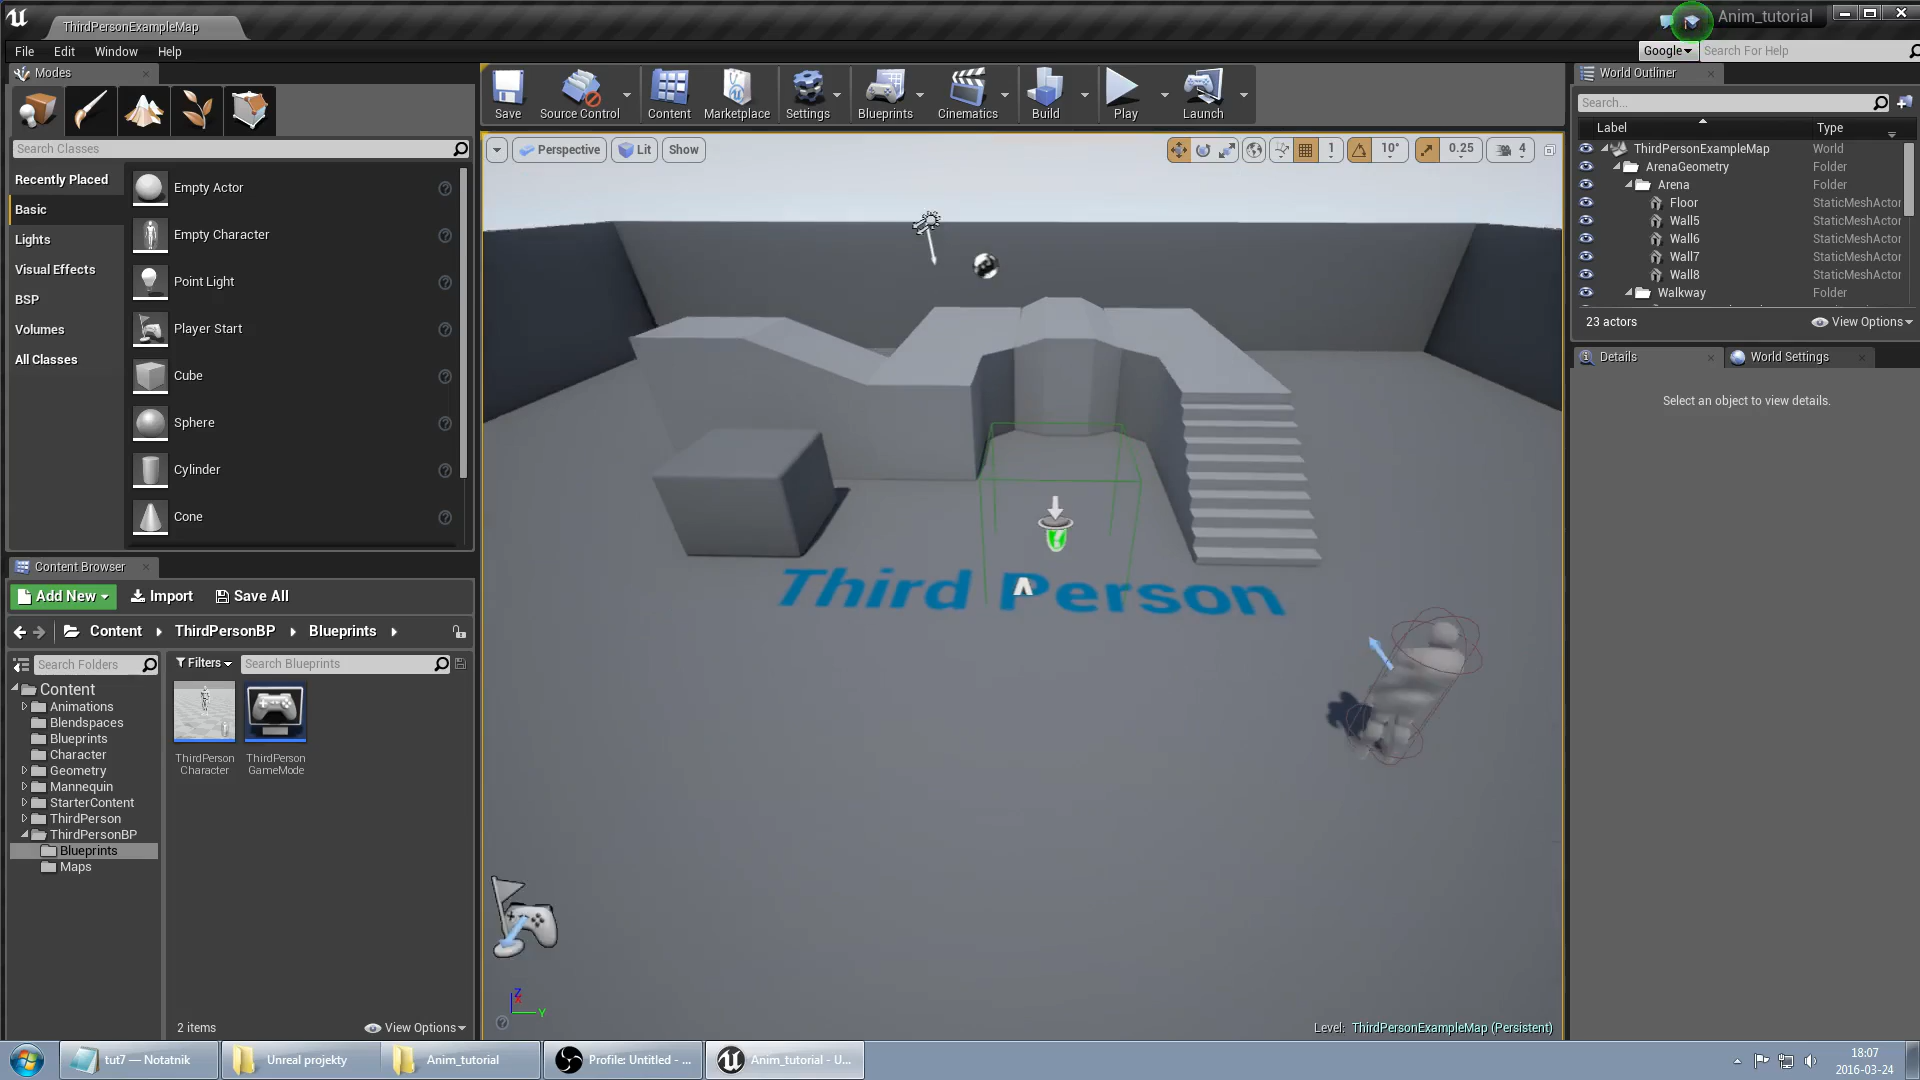 ThirdPersonExampleMap
Anim_tutorial
File Edit Window Help
Google Search For Help
Modes
Search Classes
Recently Placed
Basic
Lights
Visual Effects
BSP
Volumes
All Classes
Empty Actor
Empty Character
Point Light
Player Start
Cube
Sphere
Cylinder
Cone
Save Source Control Content Marketplace Settings Blueprints Cinematics Build Play Launch
Perspective Lit Show
1 10° 0.25 4
Third Person
Z
Y
Level: ThirdPersonExampleMap (Persistent)
World Outliner
Search...
Label Type
ThirdPersonExampleMap World
ArenaGeometry Folder
Arena Folder
Floor StaticMeshActor
Wall5 StaticMeshActor
Wall6 StaticMeshActor
Wall7 StaticMeshActor
Wall8 StaticMeshActor
Walkway Folder
23 actors View Options
Details World Settings
Select an object to view details.
Content Browser
Add New Import Save All
Content ThirdPersonBP Blueprints
Search Folders
Filters Search Blueprints
Content
Animations
Blendspaces
Blueprints
Character
Geometry
Mannequin
StarterContent
ThirdPerson
ThirdPersonBP
Blueprints
Maps
ThirdPerson
Character
ThirdPerson
GameMode
2 items View Options
tut7 — Notatnik
Unreal projekty
Anim_tutorial
Profile: Untitled - ...
Anim_tutorial - U...
18:07
2016-03-24